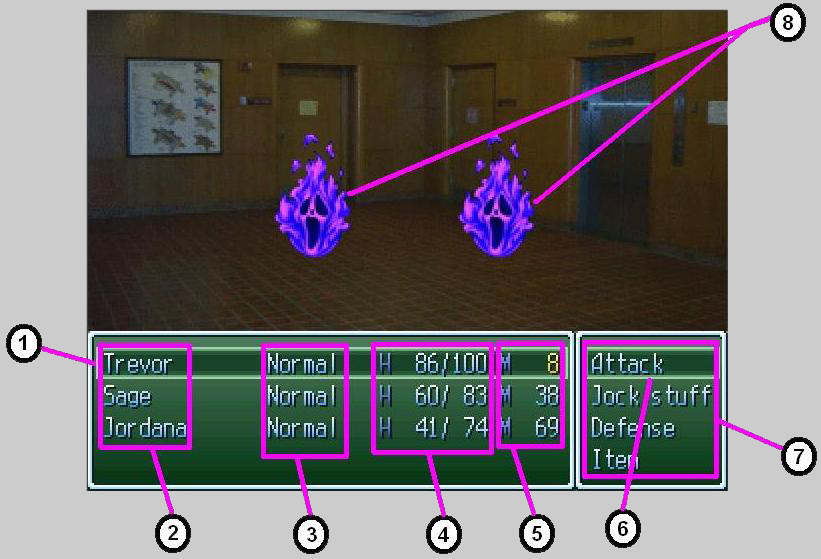 8
Trevor Normal H 86/100 M 8 Attack
Sage Normal H 60/ 83 M 38 Jock stuff
Jordana Normal H 41/ 74 M 69 Defense
Item
1
7
2
3
4
5
6